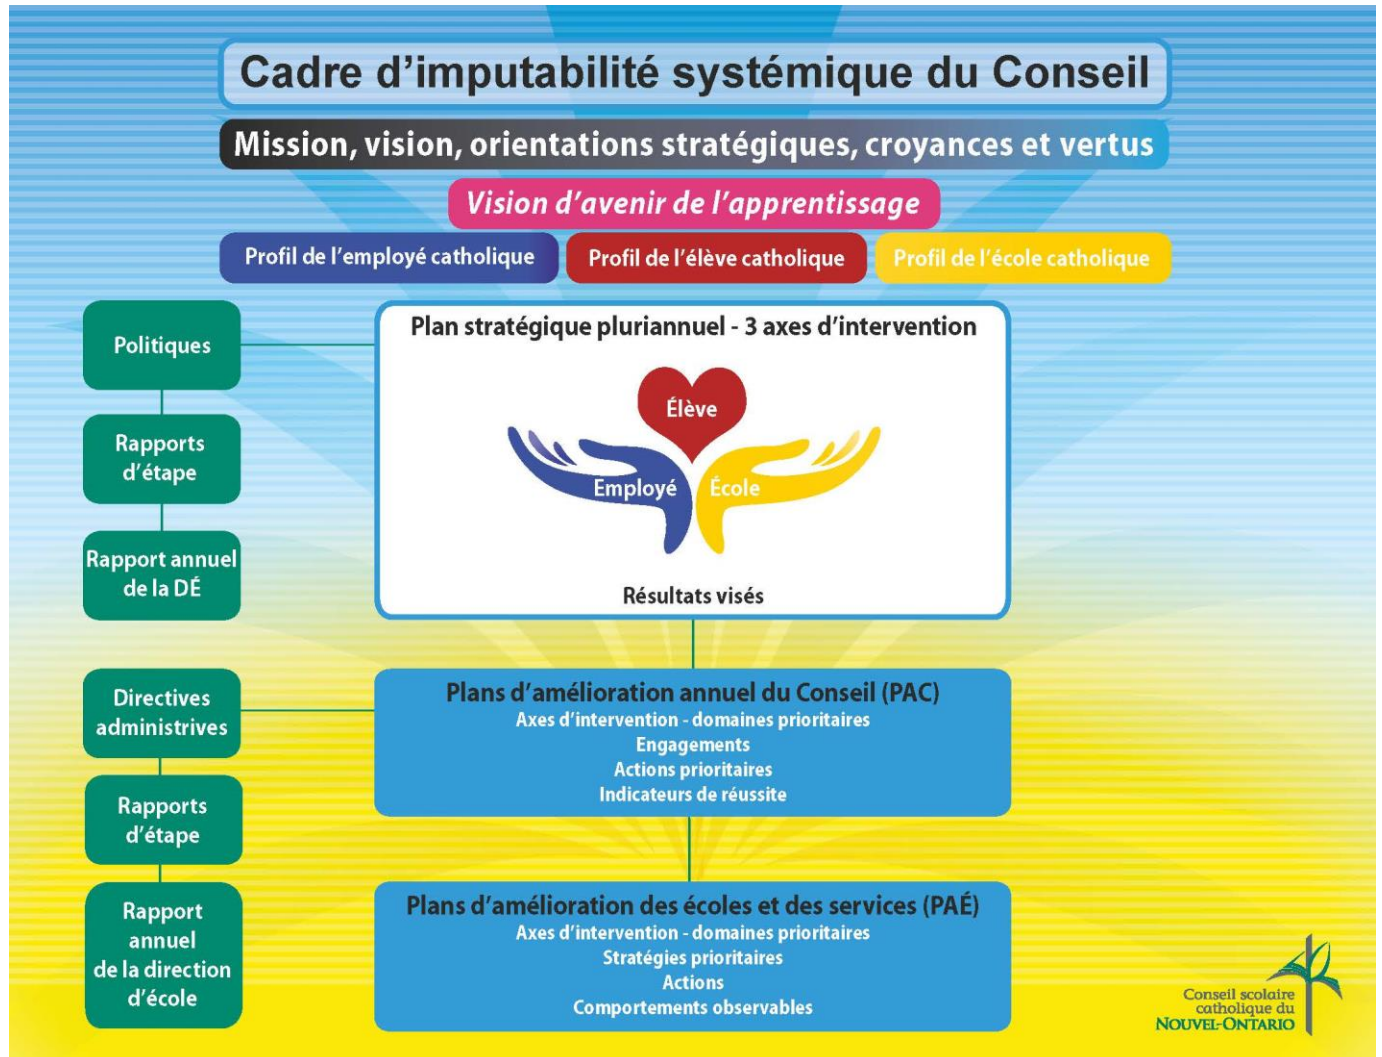 Cadre d’imputabilité systémique du Conseil
Mission, vision, orientations stratégiques, croyances et vertus
Vision d’avenir de l’apprentissage
Profil de l’employé catholique
Profil de l’élève catholique
Profil de l’école catholique
Politiques
Rapports
d’étape
Rapport annuel
de la DÉ
Plan stratégique pluriannuel - 3 axes d’intervention
Élève
Employé
École
Résultats visés
Directives
administrives
Rapports
d’étape
Rapport
annuel
de la direction
d’école
Plans d’amélioration annuel du Conseil (PAC)
Axes d’intervention - domaines prioritaires
Engagements
Actions prioritaires
Indicateurs de réussite
Plans d’amélioration des écoles et des services (PAÉ)
Axes d’intervention - domaines prioritaires
Stratégies prioritaires
Actions
Comportements observables
Conseil scolaire
catholique du
NOUVEL-ONTARIO